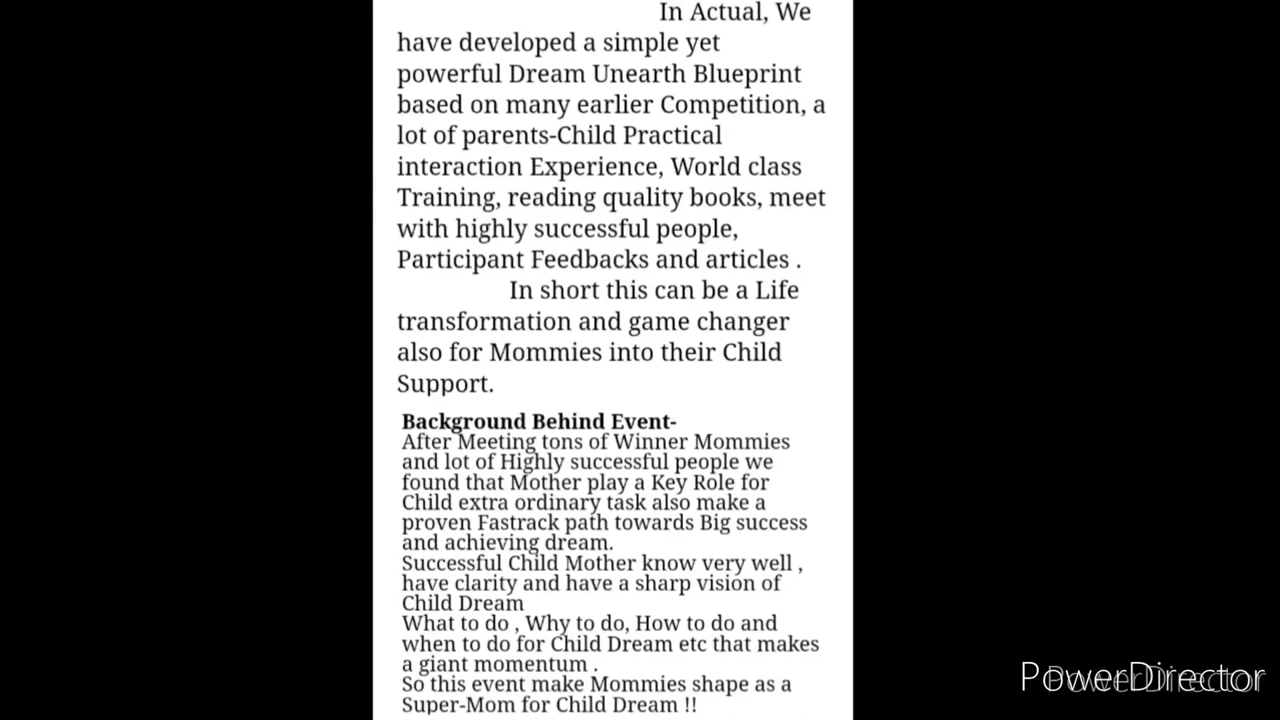 In Actual, We
have developed a simple yet
powerful Dream Unearth Blueprint
based on many earlier Competition, a
lot of parents-Child Practical
interaction Experience, World class
Training, reading quality books, meet
with highly successful people,
Participant Feedbacks and articles .
In short this can be a Life
transformation and game changer
also for Mommies into their Child
Support.
Background Behind Event-
After Meeting tons of Winner Mommies
and lot of Highly successful people we
found that Mother play a Key Role for
Child extra ordinary task also make a
proven Fastrack path towards Big success
and achieving dream.
Successful Child Mother know very well ,
have clarity and have a sharp vision of
Child Dream
What to do , Why to do, How to do and
when to do for Child Dream etc that makes
a giant momentum .
So this event make Mommies shape as a
Super-Mom for Child Dream !!
PowerDirector